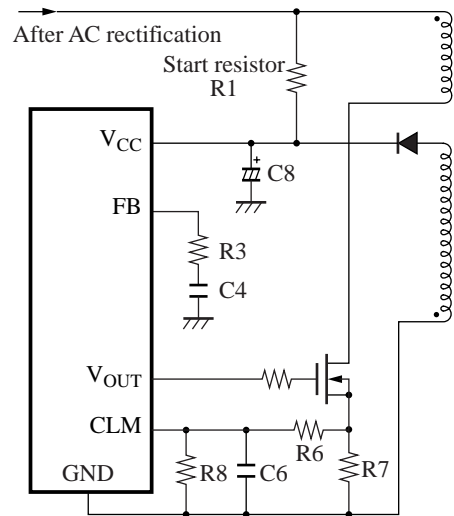 After AC rectification
Start resistor
R1
VCC
C8
FB
R3
C4
VOUT
CLM
R6
R8
C6
R7
GND